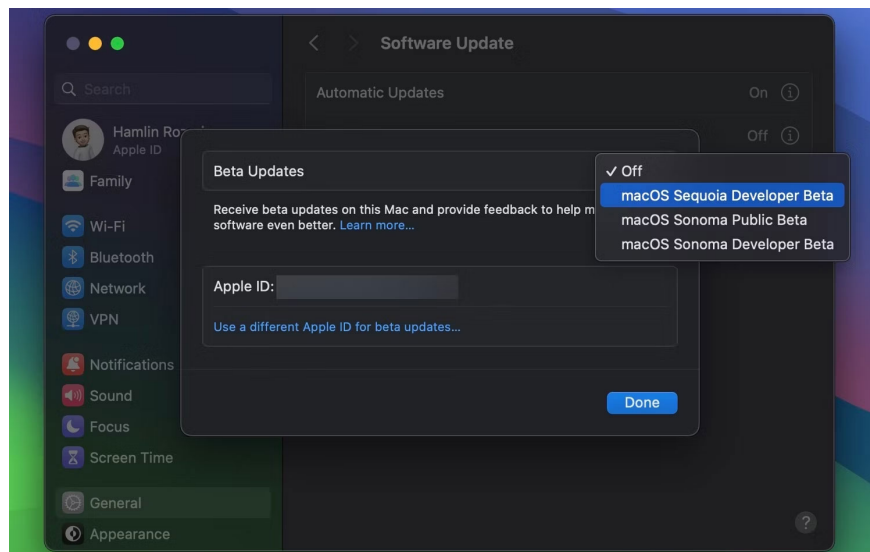 Software Update
Search
Automatic Updates
On
Hamlin
Apple ID
Off
Family
Beta Updates
✓ Off
macOS Sequoia Developer Beta
macOS Sonoma Public Beta
macOS Sonoma Developer Beta
Receive beta updates on this Mac and provide feedback to help
software even better. Learn more...
Wi-Fi
Bluetooth
Network
VPN
Apple ID:
Use a different Apple ID for beta updates...
Notifications
Sound
Focus
Screen Time
Done
General
Appearance
?